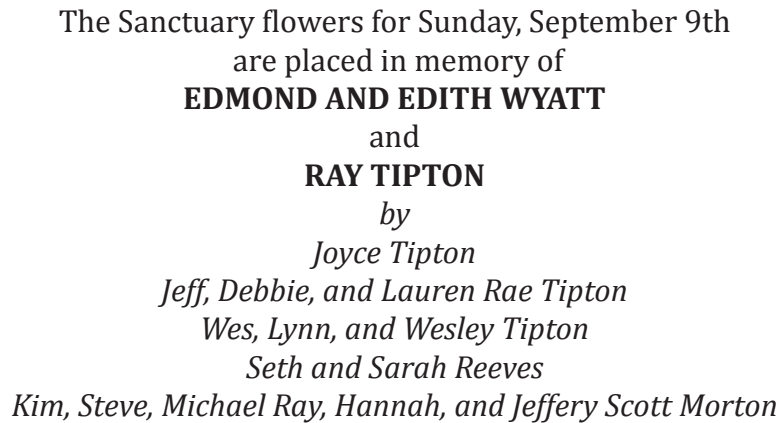 The Sanctuary flowers for Sunday, September 9th
are placed in memory of
EDMOND AND EDITH WYATT
and
RAY TIPTON
by
Joyce Tipton
Jeff, Debbie, and Lauren Rae Tipton
Wes, Lynn, and Wesley Tipton
Seth and Sarah Reeves
Kim, Steve, Michael Ray, Hannah, and Jeffery Scott Morton